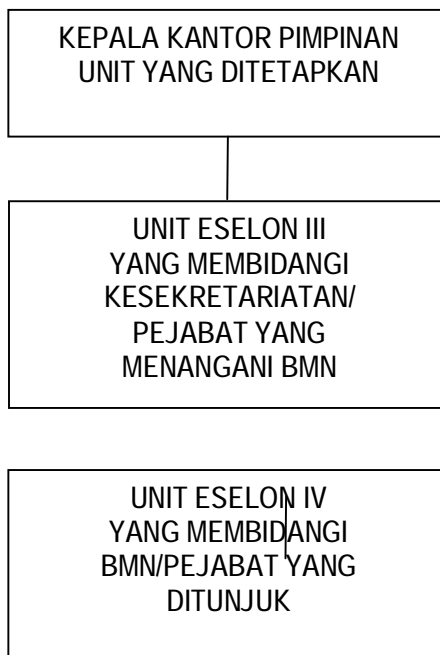 KEPALA KANTOR PIMPINAN
UNIT YANG DITETAPKAN
UNIT ESELON III
YANG MEMBIDANGI
KESEKRETARIATAN/
PEJABAT YANG
MENANGANI BMN
UNIT ESELON IV
YANG MEMBIDANGI
BMN/PEJABAT YANG
DITUNJUK